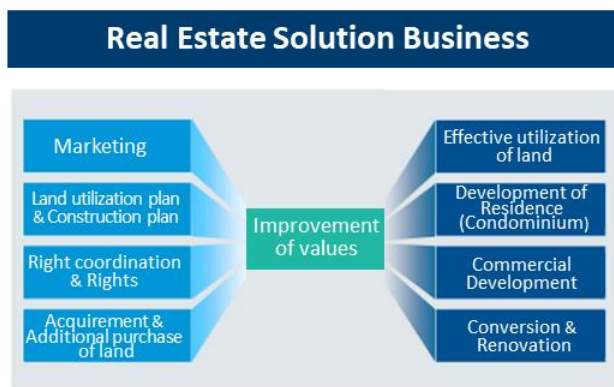 Real Estate Solution Business
Marketing
Land utilization plan
& Construction plan
Right coordination
& Rights
Acquirement &
Additional purchase
of land
Improvement
of values
Effective utilization
of land
Development of
Residence
(Condominium)
Commercial
Development
Conversion &
Renovation